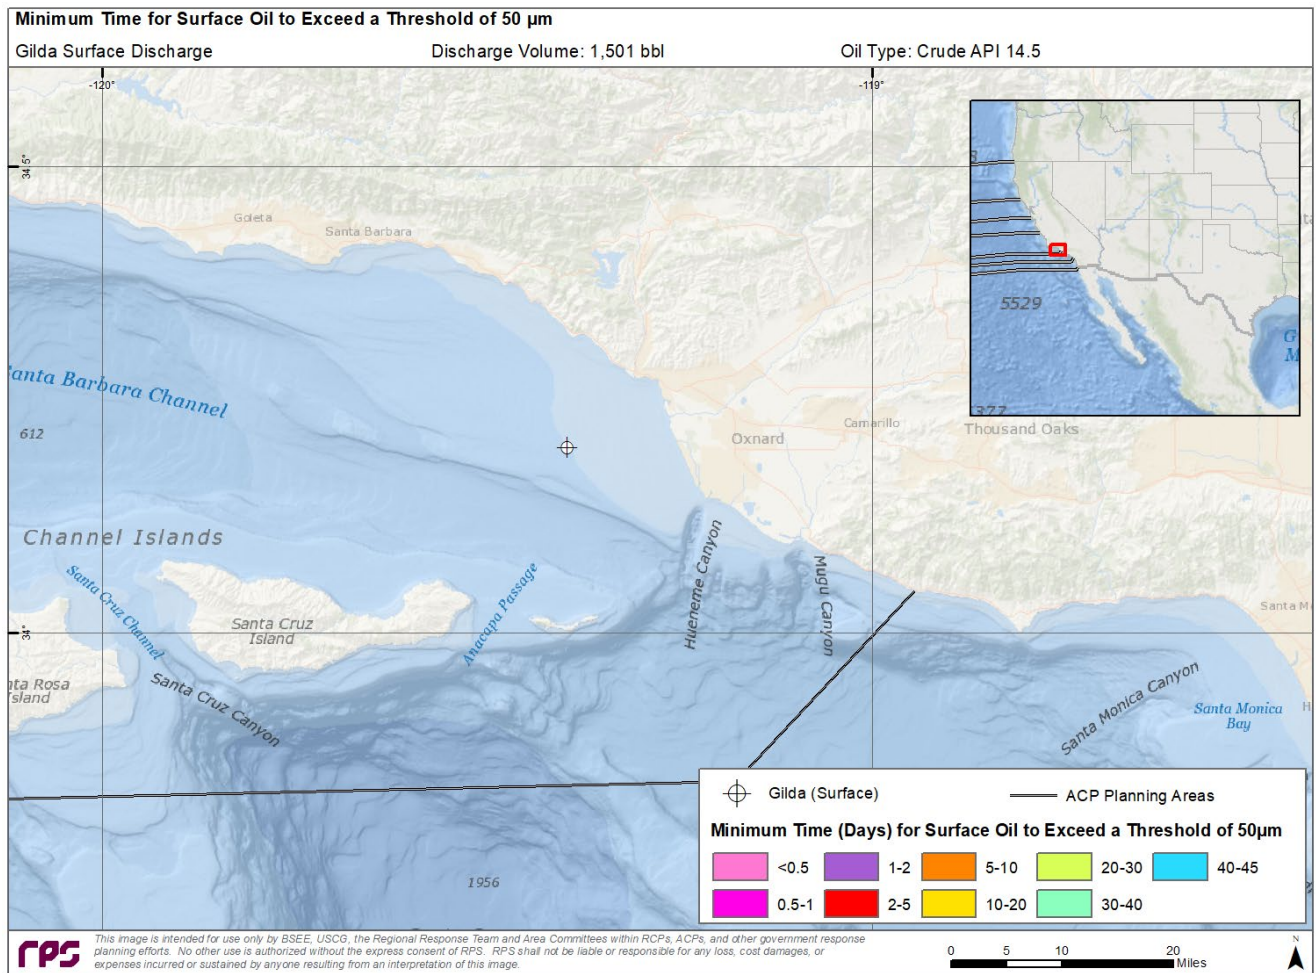 Minimum Time for Surface Oil to Exceed a Threshold of 50 µm
Gilda Surface Discharge
Discharge Volume: 1,501 bbl
Oil Type: Crude API 14.5
-120°
-119°
34.5°
Goleta
Santa Barbara
5529
G
M
377
anta Barbara Channel
612
Oxnard
Camarillo
Thousand Oaks
Channel Islands
Santa Cruz Channel
Santa Cruz
Island
Anacapa Passage
Hueneme Canyon
Mugu Canyon
Santa M
34°
nta Rosa
Island
Santa Cruz Canyon
Santa Monica Canyon
Santa Monica
Bay
H
1956
Gilda (Surface)
ACP Planning Areas
Minimum Time (Days) for Surface Oil to Exceed a Threshold of 50µm
<0.5
1-2
5-10
20-30
40-45
0.5-1
2-5
10-20
30-40
rps
This image is intended for use only by BSEE, USCG, the Regional Response Team and Area Committees within RCPs, ACPs, and other government response
planning efforts. No other use is authorized without the express consent of RPS. RPS shall not be liable or responsible for any loss, cost damages, or
expenses incurred or sustained by anyone resulting from an interpretation of this image.
0 5 10 20
Miles
N